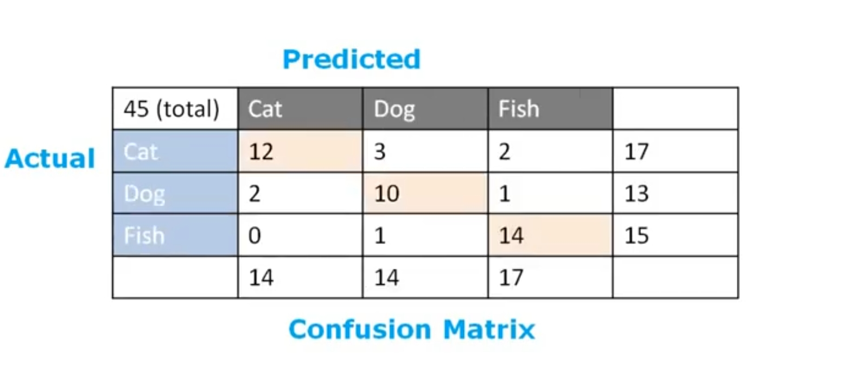 Predicted
45 (total) Cat Dog Fish
Actual
Cat 12 3 2 17
Dog 2 10 1 13
Fish 0 1 14 15
14 14 17
Confusion Matrix